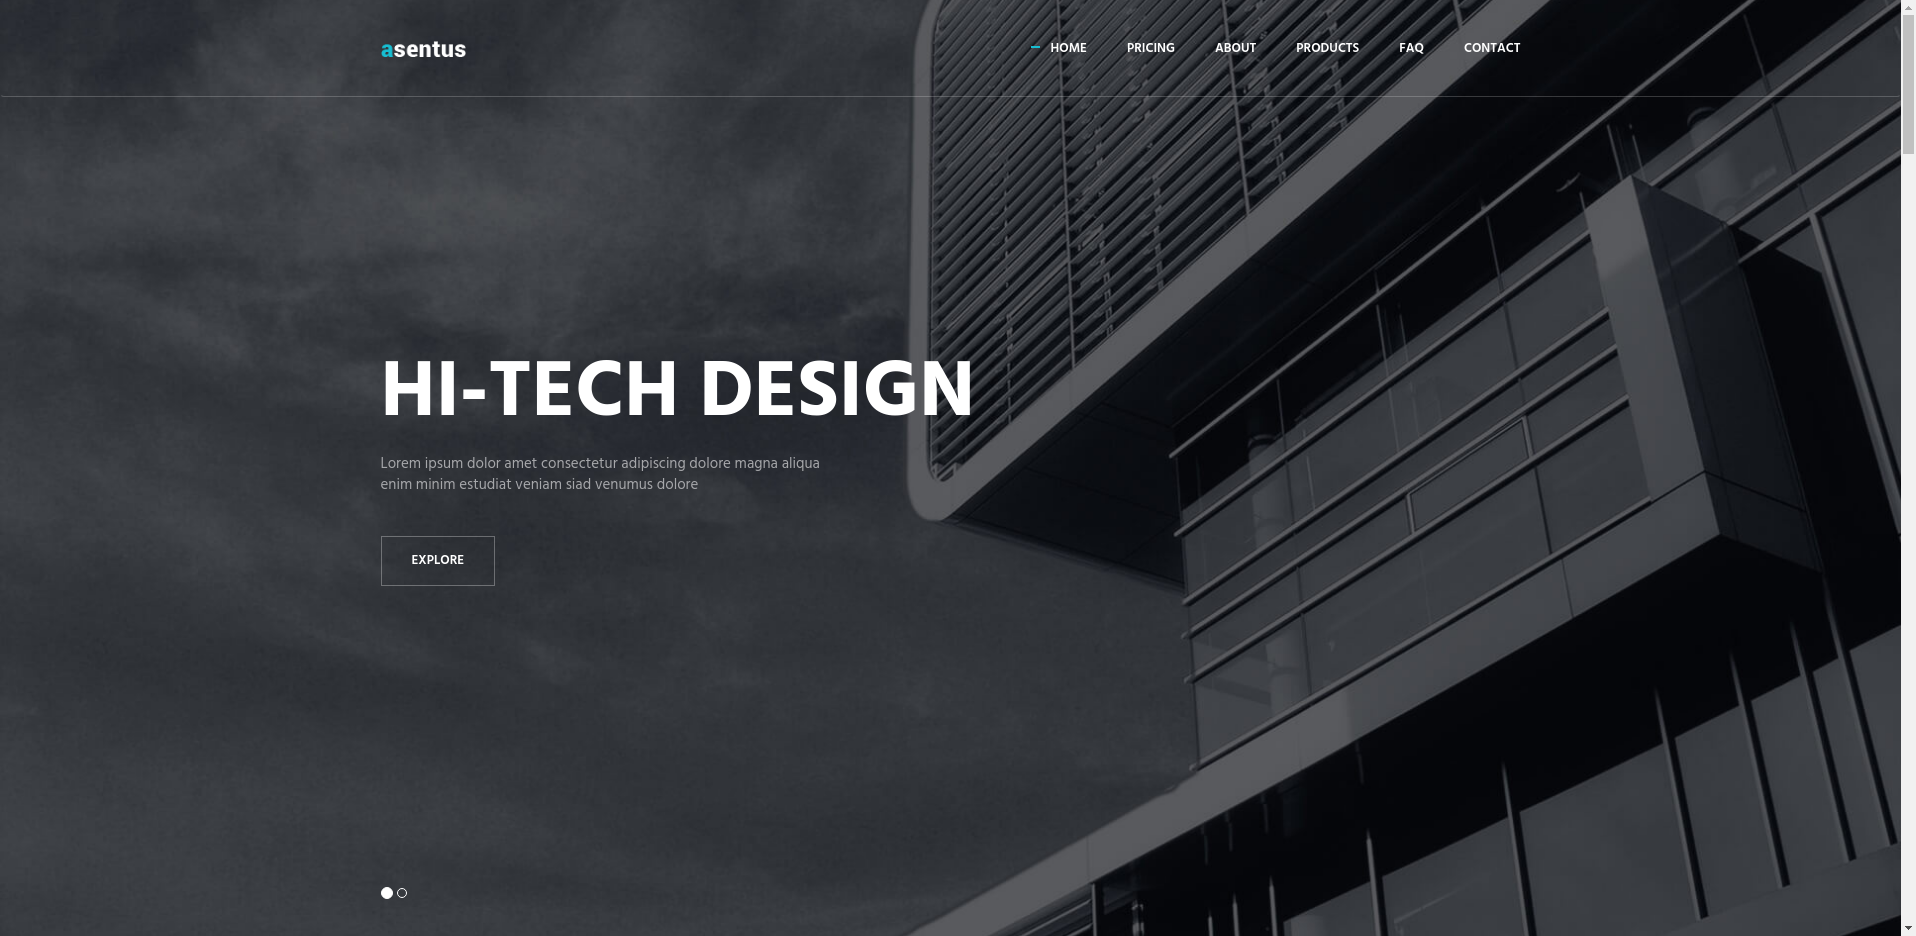 asentus
HOME PRICING ABOUT PRODUCTS FAQ CONTACT
HI-TECH DESIGN
Lorem ipsum dolor amet consectetur adipiscing dolore magna aliqua
enim minim estudiat veniam siad venumus dolore
EXPLORE